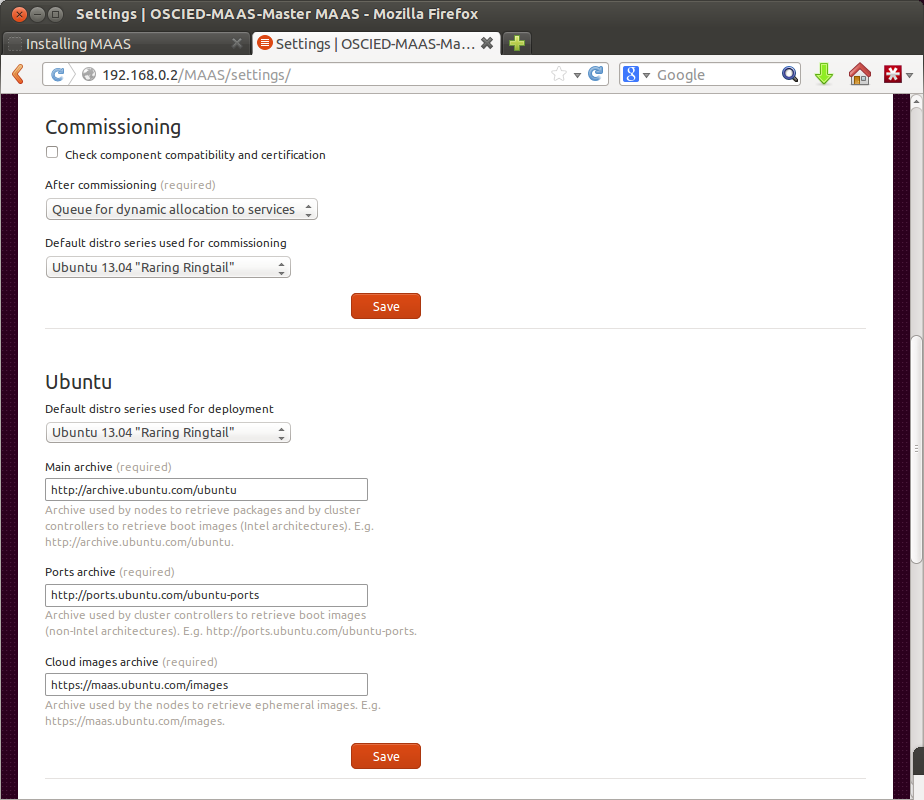 Settings | OSCIED-MAAS-Master MAAS - Mozilla Firefox
Installing MAAS
Settings | OSCIED-MAAS-Ma...
192.168.0.2/MAAS/settings/
Google
Commissioning
Check component compatibility and certification
After commissioning (required)
Queue for dynamic allocation to services
Default distro series used for commissioning
Ubuntu 13.04 "Raring Ringtail"
Save
Ubuntu
Default distro series used for deployment
Ubuntu 13.04 "Raring Ringtail"
Main archive (required)
http://archive.ubuntu.com/ubuntu
Archive used by nodes to retrieve packages and by cluster
controllers to retrieve boot images (Intel architectures). E.g.
http://archive.ubuntu.com/ubuntu.
Ports archive (required)
http://ports.ubuntu.com/ubuntu-ports
Archive used by cluster controllers to retrieve boot images
(non-Intel architectures). E.g. http://ports.ubuntu.com/ubuntu-ports.
Cloud images archive (required)
https://maas.ubuntu.com/images
Archive used by the nodes to retrieve ephemeral images. E.g.
https://maas.ubuntu.com/images.
Save